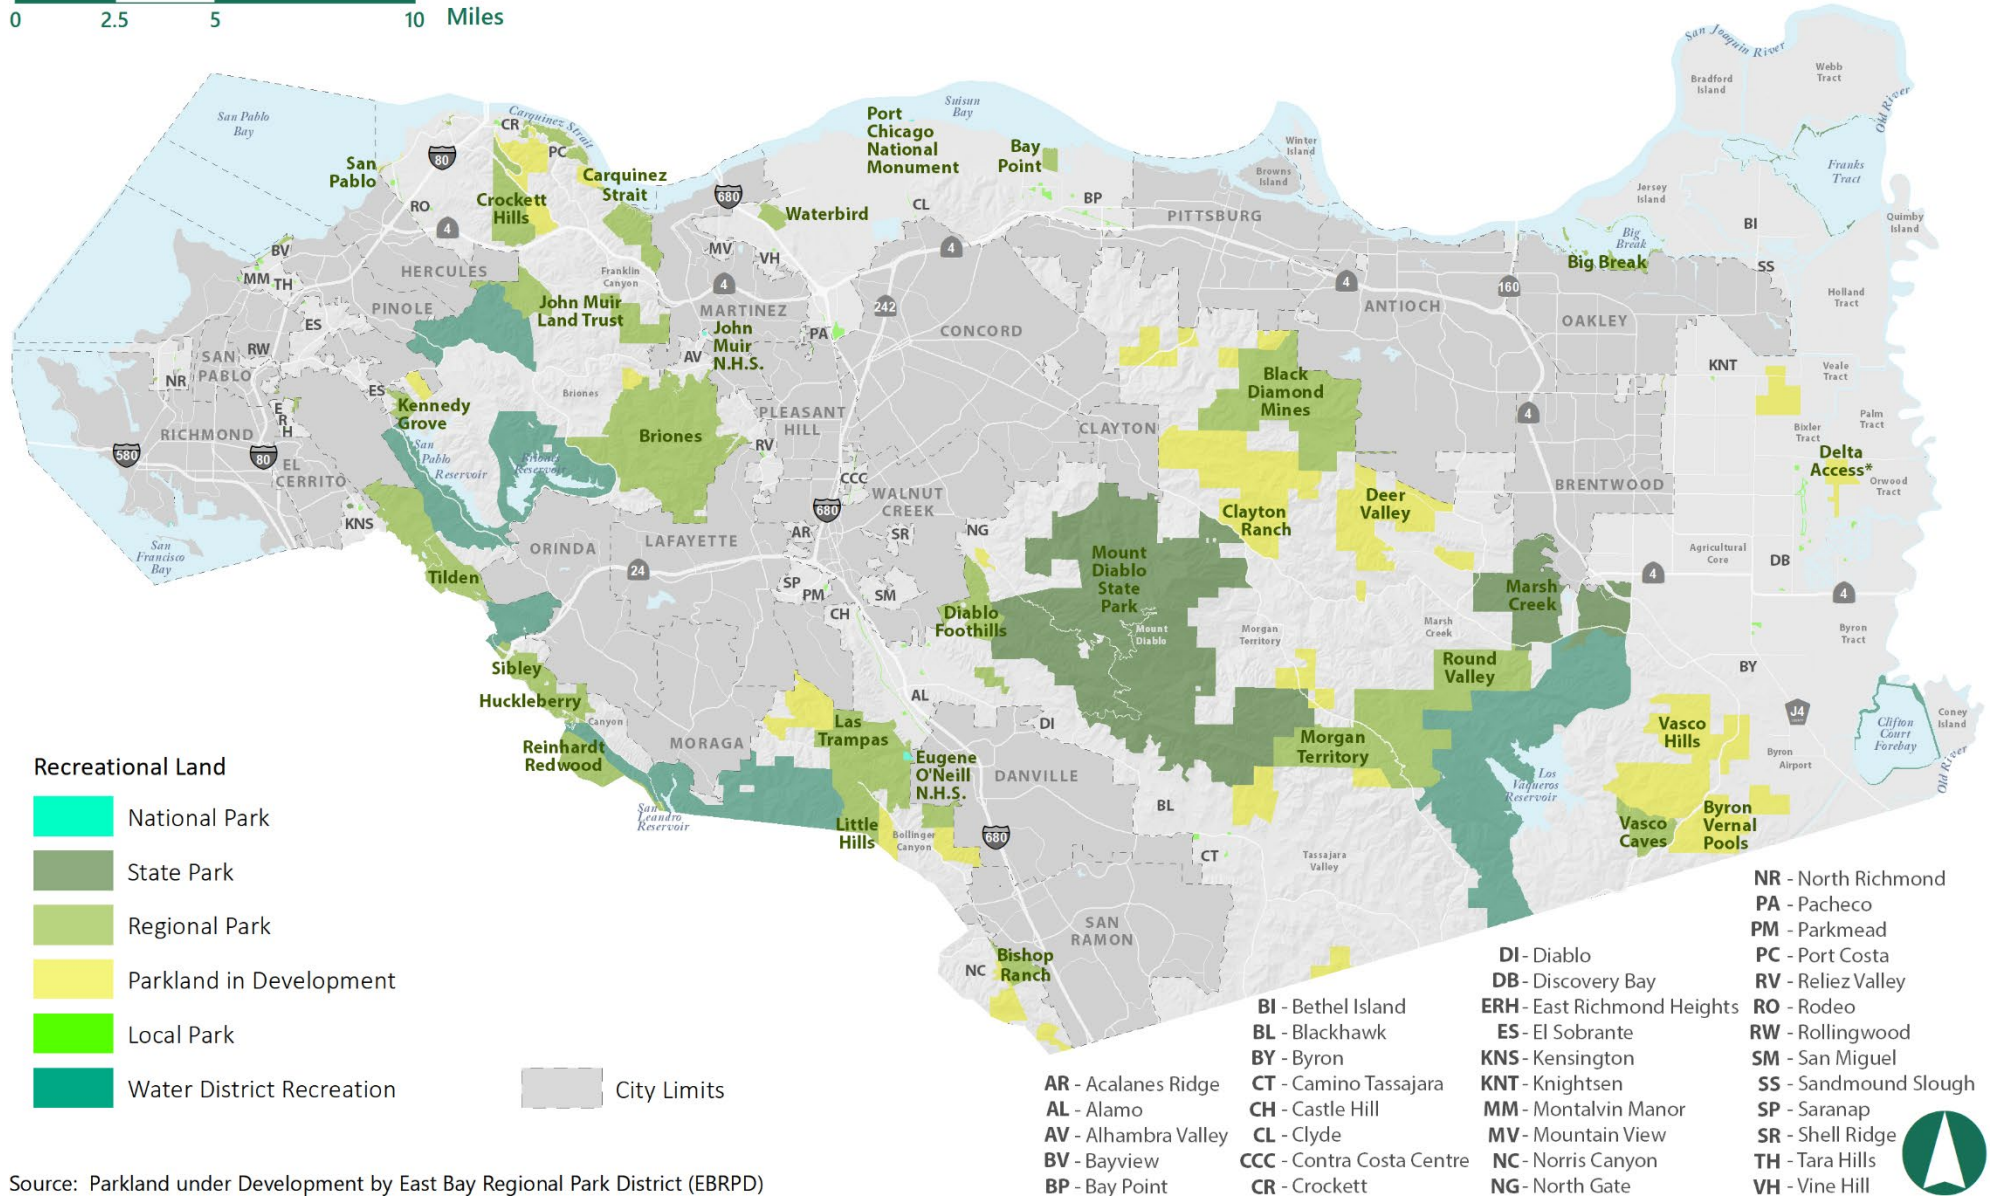 0 2.5 5 10 Miles
San Pablo
Bay
San
Pablo
80
CR
Carquinez Strait
PC
Crockett
Hills
Carquinez
Strait
RO
4
BV
MM
TH
HERCULES
PINOLE
ES
Franklin
Canyon
John Muir
Land Trust
680
Waterbird
MV
VH
4
MARTINEZ
John
Muir
N.H.S.
AV
PA
242
Port
Chicago
National
Monument
Suisun
Bay
Bay
Point
CL
BP
4
CONCORD
PITTSBURG
Winter
Island
Browns
Island
San Joaquin River
Bradford
Island
Webb
Tract
Old River
Franks
Tract
Jersey
Island
Quimby
Island
BI
Big
Break
Big Break
SS
Holland
Tract
4
ANTIOCH
160
OAKLEY
KNT
Veale
Tract
Palm
Tract
Bixler
Tract
Delta
Access*
Orwood
Tract
SAN
PABLO
RW
NR
ES
E
R
H
RICHMOND
580
80
EL
CERRITO
Kennedy
Grove
San
Pablo
Reservoir
Briones
Briones
Reservoir
Briones
PLEASANT
HILL
RV
CCC
WALNUT
CREEK
680
CLAYTON
Black
Diamond
Mines
4
BRENTWOOD
Clayton
Ranch
Deer
Valley
San
Francisco
Bay
KNS
Tilden
ORINDA
LAFAYETTE
24
AR
SR
NG
SP
PM
SM
CH
Diablo
Foothills
Mount
Diablo
State
Park
Mount
Diablo
Morgan
Territory
Marsh
Creek
Marsh
Creek
Agricultural
Core
DB
4
4
Byron
Tract
BY
Sibley
Huckleberry
Canyon
Reinhardt
Redwood
San
Leandro
Reservoir
MORAGA
Las
Trampas
AL
DI
Eugene
O'Neill
N.H.S.
DANVILLE
Little
Hills
Bollinger
Canyon
680
BL
CT
Tassajara
Valley
Round
Valley
Morgan
Territory
Los
Vaqueros
Reservoir
Vasco
Hills
J4
Byron
Airport
Clifton
Court
Forebay
Coney
Island
Old River
Vasco
Caves
Byron
Vernal
Pools
SAN
RAMON
NC
Bishop
Ranch
Recreational Land
National Park
State Park
Regional Park
Parkland in Development
Local Park
Water District Recreation
City Limits
AR - Acalanes Ridge
AL - Alamo
AV - Alhambra Valley
BV - Bayview
BP - Bay Point
BI - Bethel Island
BL - Blackhawk
BY - Byron
CT - Camino Tassajara
CH - Castle Hill
CL - Clyde
CCC - Contra Costa Centre
CR - Crockett
DI - Diablo
DB - Discovery Bay
ERH - East Richmond Heights
ES - El Sobrante
KNS - Kensington
KNT - Knightsen
MM - Montalvin Manor
MV - Mountain View
NC - Norris Canyon
NG - North Gate
NR - North Richmond
PA - Pacheco
PM - Parkmead
PC - Port Costa
RV - Reliez Valley
RO - Rodeo
RW - Rollingwood
SM - San Miguel
SS - Sandmound Slough
SP - Saranap
SR - Shell Ridge
TH - Tara Hills
VH - Vine Hill
Source: Parkland under Development by East Bay Regional Park District (EBRPD)